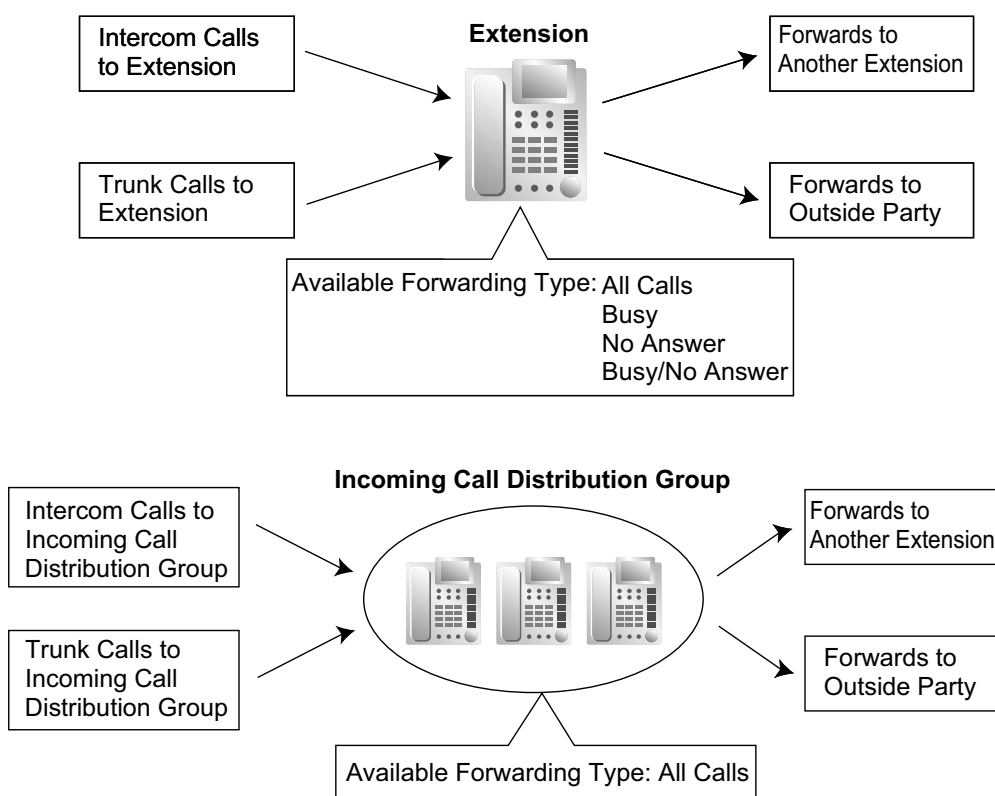 Extension
Intercom Calls
to Extension
Forwards to
Another Extension
Trunk Calls to
Extension
Forwards to
Outside Party
Available Forwarding Type: All Calls
Busy
No Answer
Busy/No Answer
Incoming Call Distribution Group
Intercom Calls to
Incoming Call
Distribution Group
Forwards to
Another Extension
Trunk Calls to
Incoming Call
Distribution Group
Forwards to
Outside Party
Available Forwarding Type: All Calls